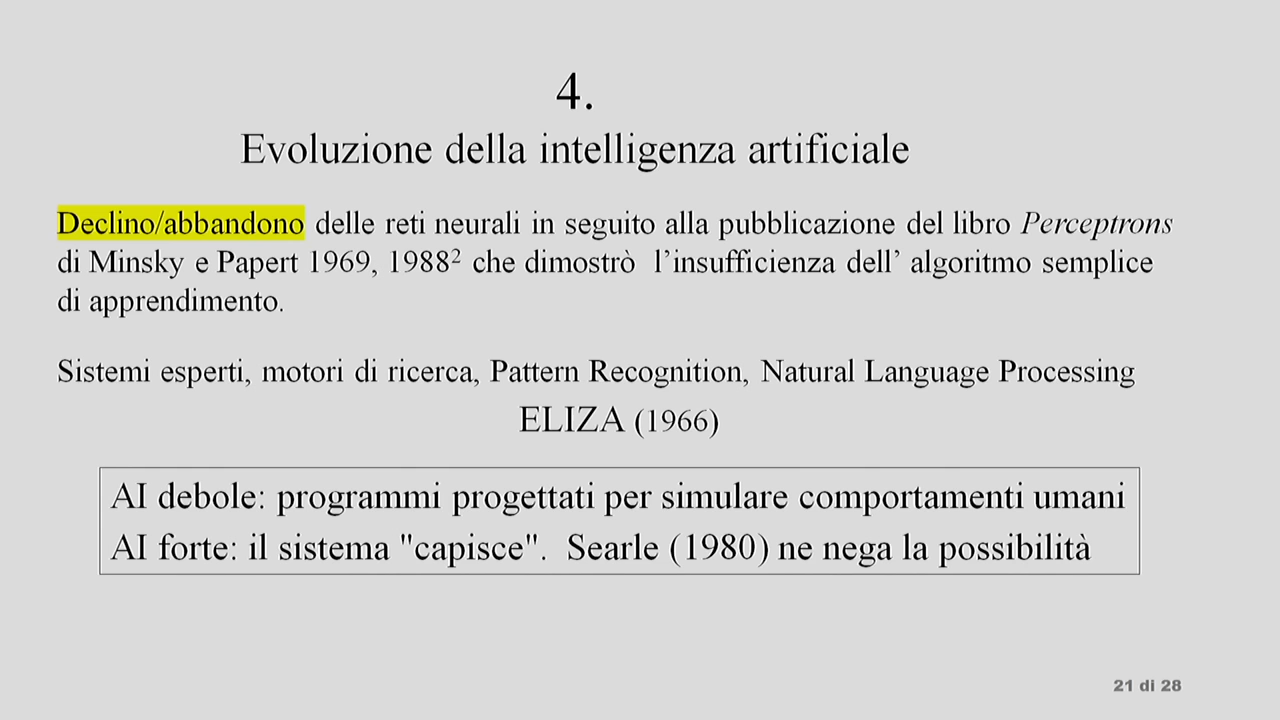 4.
Evoluzione della intelligenza artificiale
Declino/abbandono delle reti neurali in seguito alla pubblicazione del libro Perceptrons
di Minsky e Papert 1969, 1988² che dimostrò l'insufficienza dell' algoritmo semplice
di apprendimento.
Sistemi esperti, motori di ricerca, Pattern Recognition, Natural Language Processing
ELIZA (1966)
AI debole: programmi progettati per simulare comportamenti umani
AI forte: il sistema "capisce". Searle (1980) ne nega la possibilità
21 di 28